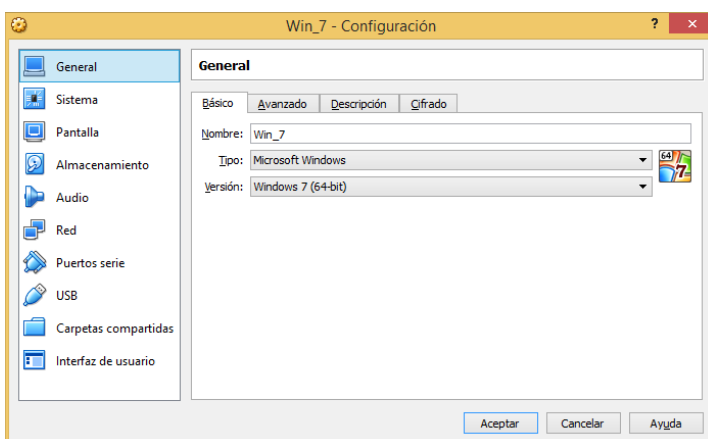 Win_7 - Configuración
?
General
Sistema
Pantalla
Almacenamiento
Audio
Red
Puertos serie
USB
Carpetas compartidas
Interfaz de usuario
General
Básico Avanzado Descripción Cifrado
Nombre: Win_7
Tipo: Microsoft Windows
64
7
Versión: Windows 7 (64-bit)
Aceptar Cancelar Ayuda